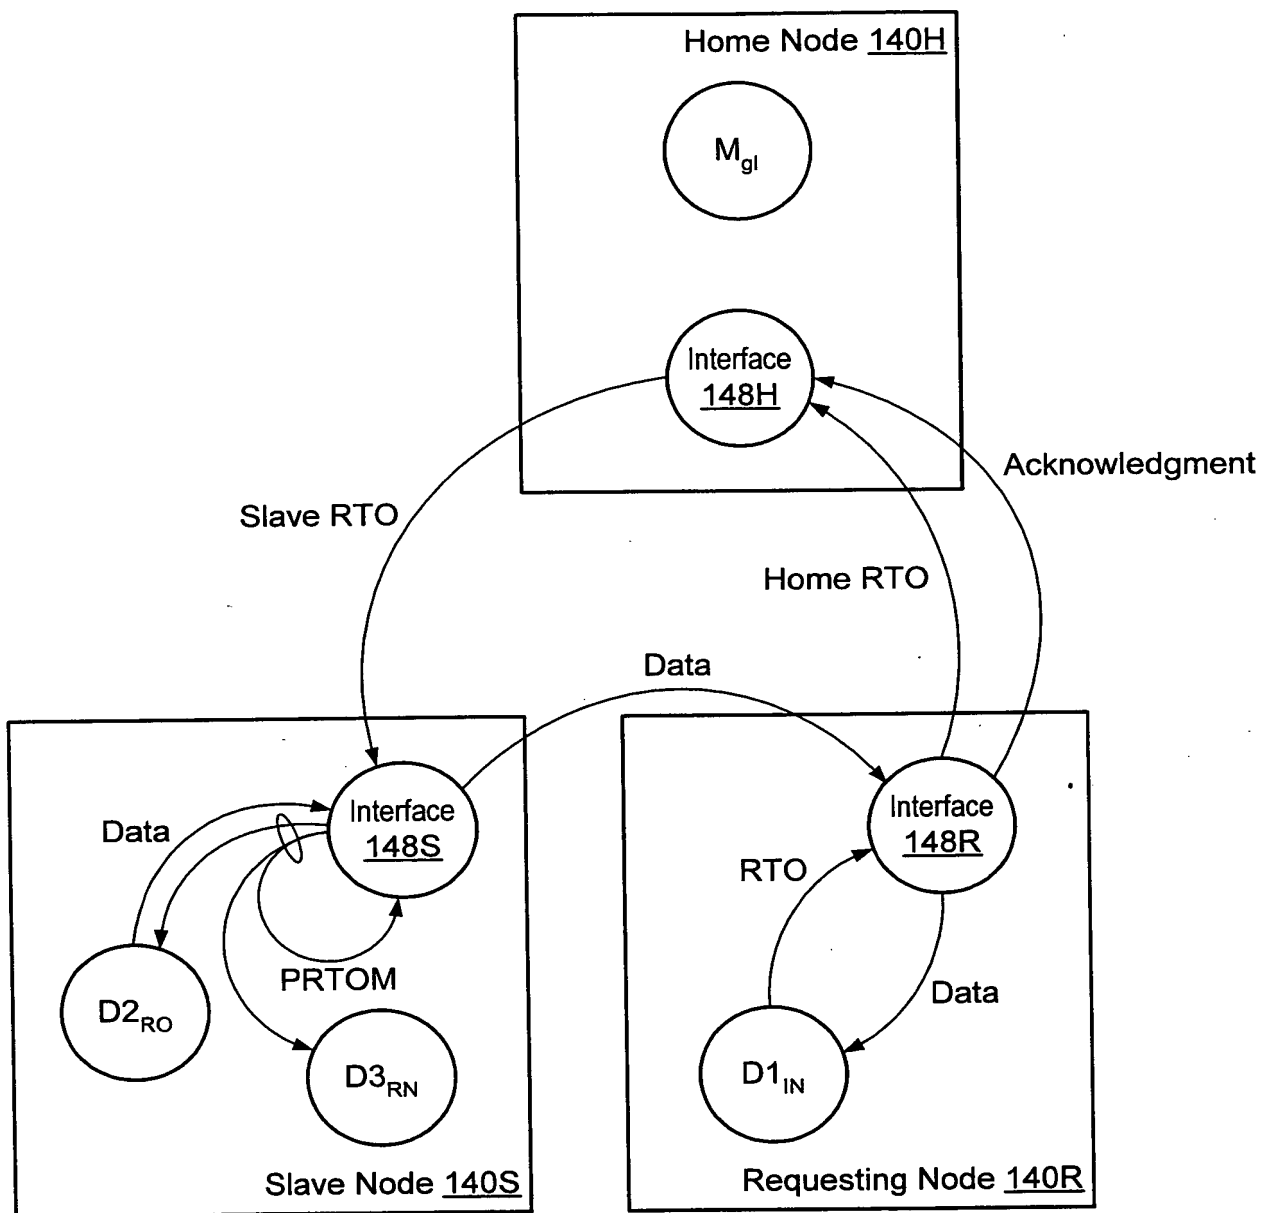 Home Node 140H
Mgl
Interface
148H
Acknowledgment
Slave RTO
Home RTO
Data
Interface
148S
Data
PRTOM
D2RO
D3RN
Slave Node 140S
Interface
148R
RTO
Data
D1IN
Requesting Node 140R